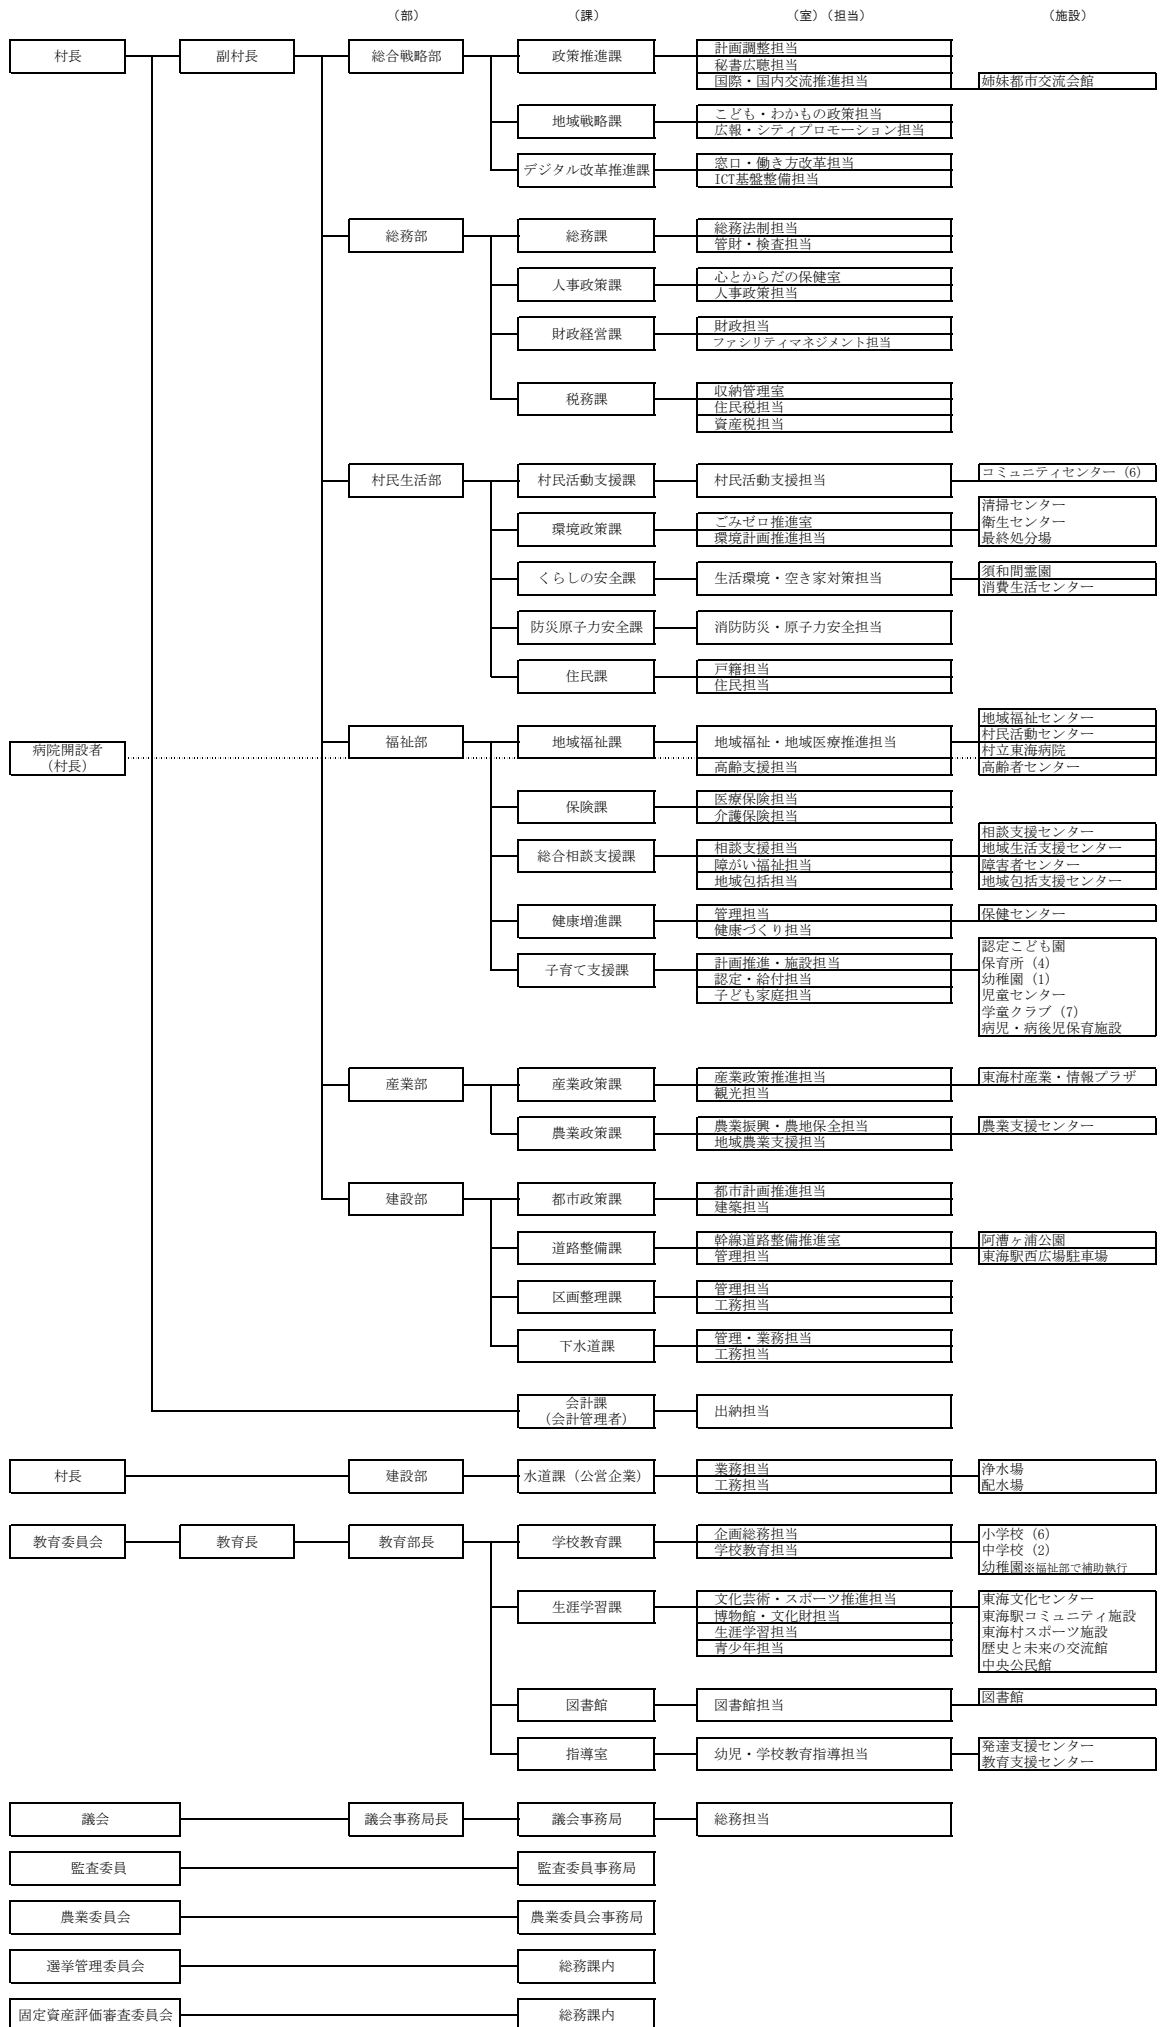 （部）
（課）
（室）（担当）
（施設）
村長
副村長
総合戦略部
政策推進課
計画調整担当
秘書広聴担当
国際・国内交流推進担当
姉妹都市交流会館
地域戦略課
こども・わかもの政策担当
広報・シティプロモーション担当
デジタル改革推進課
窓口・働き方改革担当
ICT基盤整備担当
総務部
総務課
総務法制担当
管財・検査担当
人事政策課
心とからだの保健室
人事政策担当
財政経営課
財政担当
ファシリティマネジメント担当
税務課
収納管理室
住民税担当
資産税担当
村民生活部
村民活動支援課
村民活動支援担当
コミュニティセンター（6）
環境政策課
ごみゼロ推進室
環境計画推進担当
清掃センター
衛生センター
最終処分場
くらしの安全課
生活環境・空き家対策担当
須和間霊園
消費生活センター
防災原子力安全課
消防防災・原子力安全担当
住民課
戸籍担当
住民担当
病院開設者
（村長）
福祉部
地域福祉課
地域福祉・地域医療推進担当
高齢支援担当
地域福祉センター
村民活動センター
村立東海病院
高齢者センター
保険課
医療保険担当
介護保険担当
総合相談支援課
相談支援担当
障がい福祉担当
地域包括担当
相談支援センター
地域生活支援センター
障害者センター
地域包括支援センター
健康増進課
管理担当
健康づくり担当
保健センター
子育て支援課
計画推進・施設担当
認定・給付担当
子ども家庭担当
認定こども園
保育所（4）
幼稚園（1）
児童センター
学童クラブ（7）
病児・病後児保育施設
産業部
産業政策課
産業政策推進担当
観光担当
東海村産業・情報プラザ
農業政策課
農業振興・農地保全担当
地域農業支援担当
農業支援センター
建設部
都市政策課
都市計画推進担当
建築担当
道路整備課
幹線道路整備推進室
管理担当
阿漕ヶ浦公園
東海駅西広場駐車場
区画整理課
管理担当
工務担当
下水道課
管理・業務担当
工務担当
会計課
（会計管理者）
出納担当
村長
建設部
水道課（公営企業）
業務担当
工務担当
浄水場
配水場
教育委員会
教育長
教育部長
学校教育課
企画総務担当
学校教育担当
小学校（6）
中学校（2）
幼稚園※福祉部で補助執行
生涯学習課
文化芸術・スポーツ推進担当
博物館・文化財担当
生涯学習担当
青少年担当
東海文化センター
東海駅コミュニティ施設
東海村スポーツ施設
歴史と未来の交流館
中央公民館
図書館
図書館担当
図書館
指導室
幼児・学校教育指導担当
発達支援センター
教育支援センター
議会
議会事務局長
議会事務局
総務担当
監査委員
監査委員事務局
農業委員会
農業委員会事務局
選挙管理委員会
総務課内
固定資産評価審査委員会
総務課内